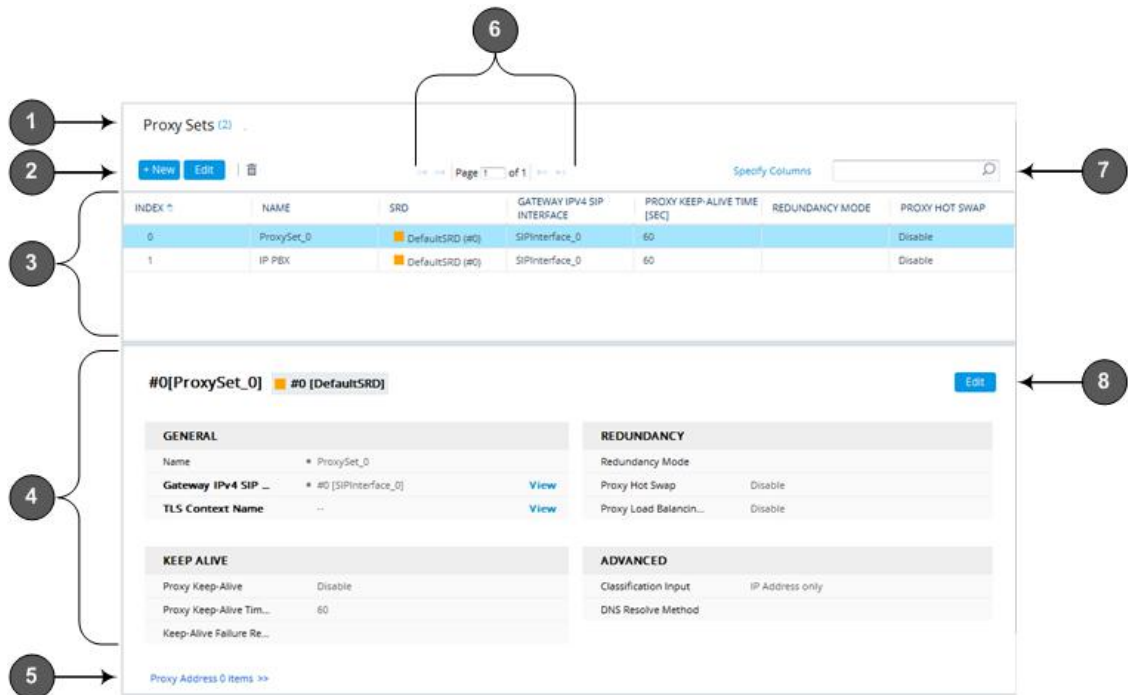 6
1
Proxy Sets (2)
2
+ New Edit
Page 1 of 1
Specify Columns
7
INDEX NAME SRD GATEWAY IPV4 SIP INTERFACE PROXY KEEP-ALIVE TIME [SEC] REDUNDANCY MODE PROXY HOT SWAP
0 ProxySet_0 DefaultSRD (#0) SIPInterface_0 60 Disable
1 IP PBX DefaultSRD (#0) SIPInterface_0 60 Disable
3
#0[ProxySet_0] #0 [DefaultSRD]
Edit
8
GENERAL
Name ProxySet_0
Gateway IPv4 SIP ... #0 [SIPInterface_0] View
TLS Context Name -- View
REDUNDANCY
Redundancy Mode
Proxy Hot Swap Disable
Proxy Load Balancin... Disable
4
KEEP ALIVE
Proxy Keep-Alive Disable
Proxy Keep-Alive Tim... 60
Keep-Alive Failure Re...
ADVANCED
Classification Input IP Address only
DNS Resolve Method
5
Proxy Address 0 items >>